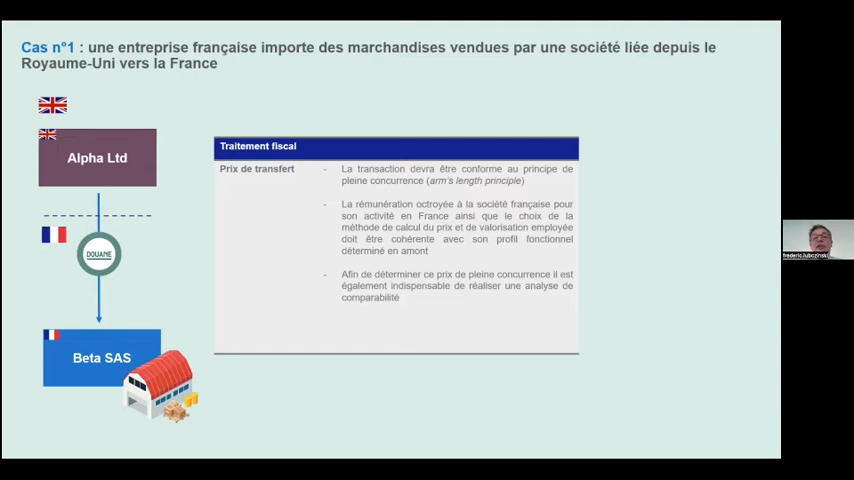 Cas n°1 : une entreprise française importe des marchandises vendues par une société liée depuis le
Royaume-Uni vers la France
Alpha Ltd
DOUANE
Beta SAS
Traitement fiscal
Prix de transfert
- La transaction devra être conforme au principe de
pleine concurrence (arm's length principle)
- La rémunération octroyée à la société française pour
son activité en France ainsi que le choix de la
méthode de calcul du prix et de valorisation employée
doit être cohérente avec son profil fonctionnel
déterminé en amont
- Afin de déterminer ce prix de pleine concurrence il est
également indispensable de réaliser une analyse de
comparabilité
frederic.lubczinski